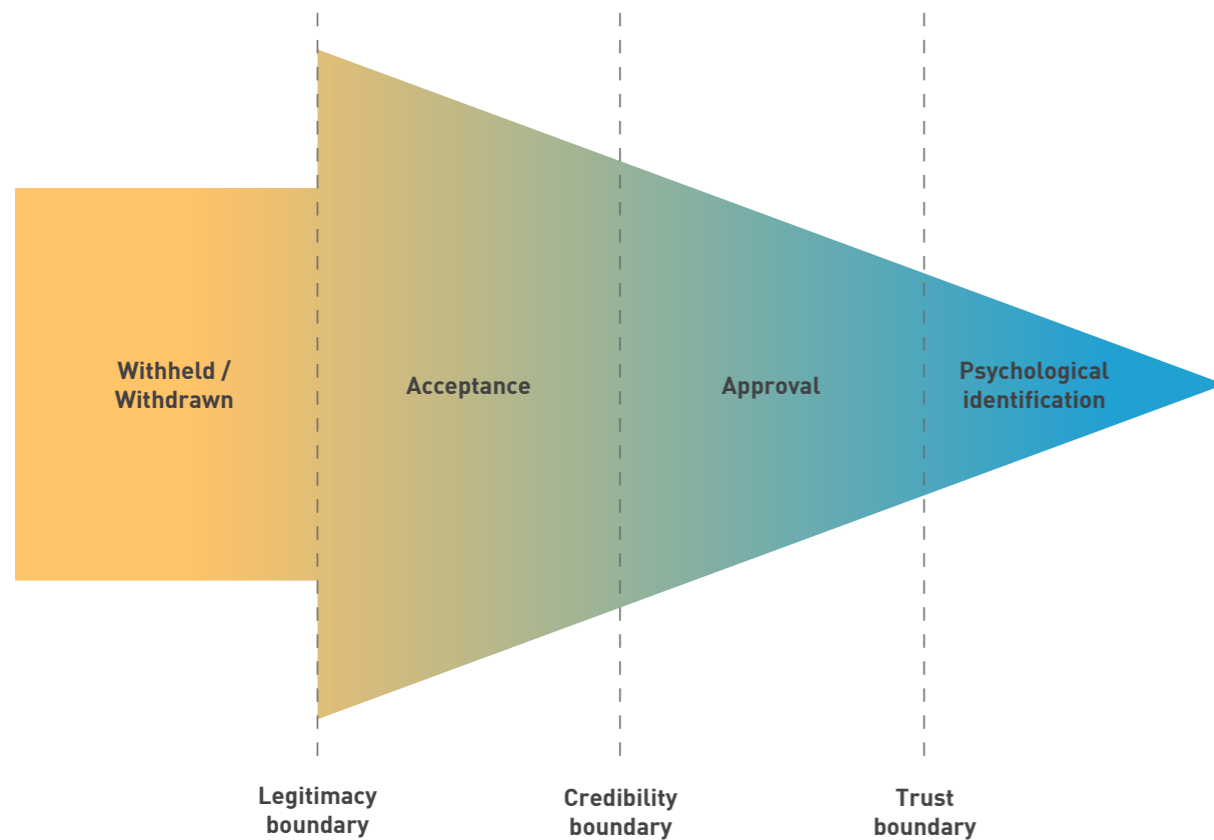 Withheld /
Withdrawn
Acceptance
Approval
Psychological
identification
Legitimacy
boundary
Credibility
boundary
Trust
boundary